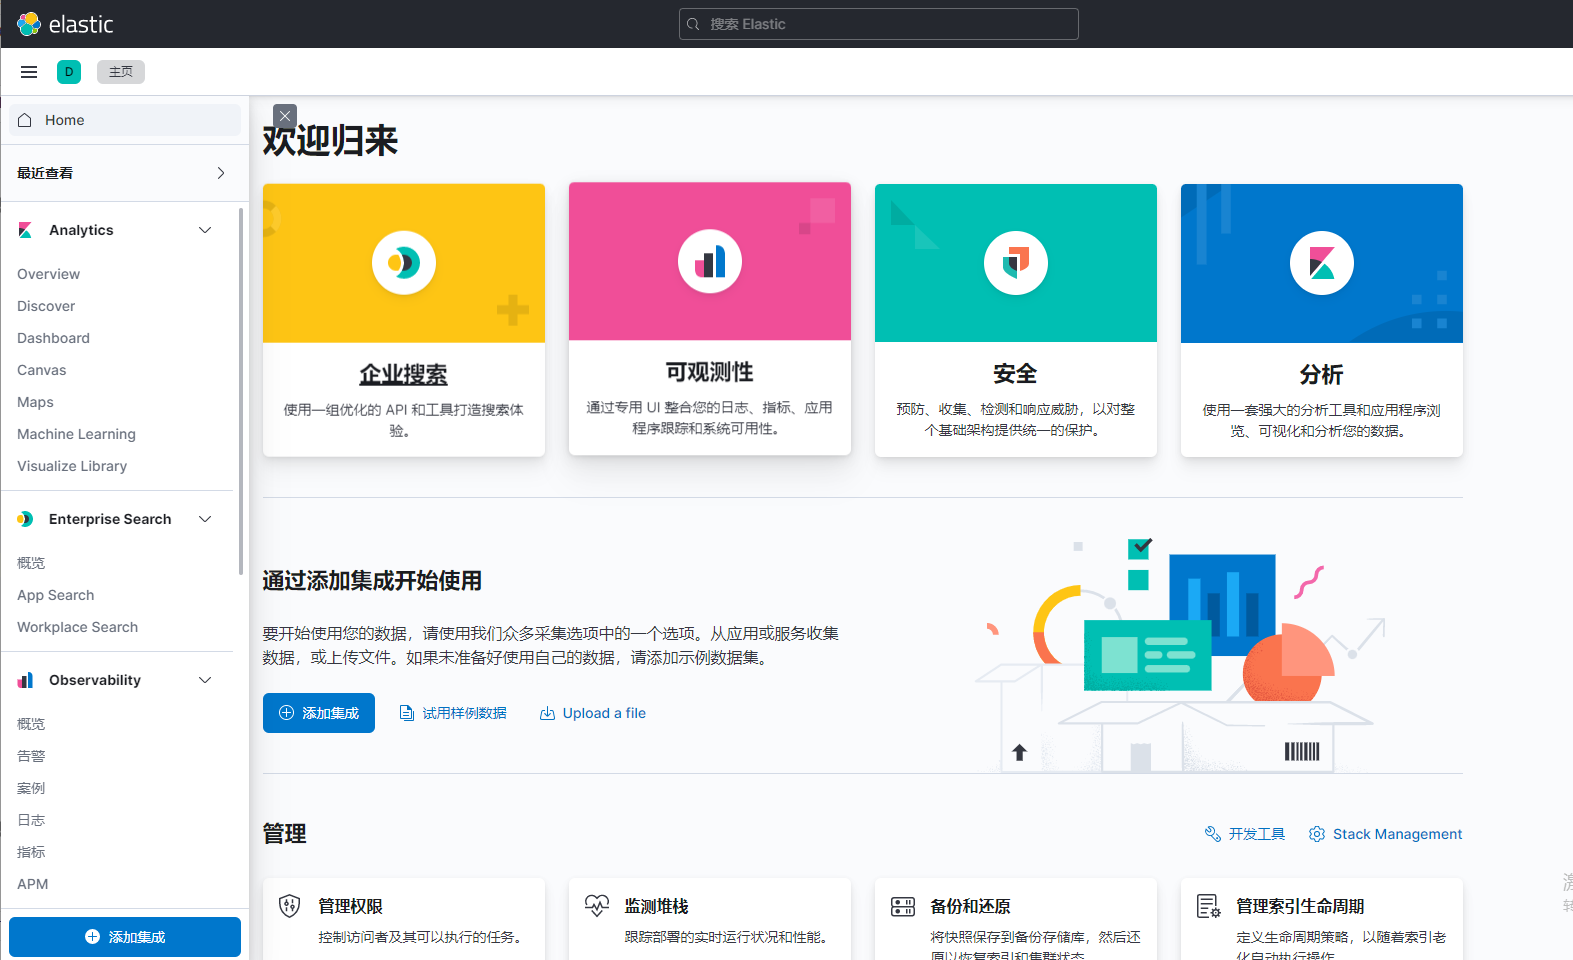 elastic
搜索 Elastic
D
主页
Home
最近查看
Analytics
Overview
Discover
Dashboard
Canvas
Maps
Machine Learning
Visualize Library
Enterprise Search
概览
App Search
Workplace Search
Observability
概览
告警
案例
日志
指标
APM
添加集成
欢迎归来
企业搜索
使用一组优化的 API 和工具打造搜索体
验。
可观测性
通过专用 UI 整合您的日志、指标、应用
程序跟踪和系统可用性。
安全
预防、收集、检测和响应威胁，以对整
个基础架构提供统一的保护。
分析
使用一套强大的分析工具和应用程序浏
览、可视化和分析您的数据。
通过添加集成开始使用
要开始使用您的数据，请使用我们众多采集选项中的一个选项。从应用或服务收集
数据，或上传文件。如果未准备好使用自己的数据，请添加示例数据集。
添加集成
试用样例数据
Upload a file
管理
开发工具
Stack Management
管理权限
控制访问者及其可以执行的任务。
监测堆栈
跟踪部署的实时运行状况和性能。
备份和还原
将快照保存到备份存储库，然后还
原以恢复索引和集群状态
管理索引生命周期
定义生命周期策略，以随着索引老
化自动执行操作